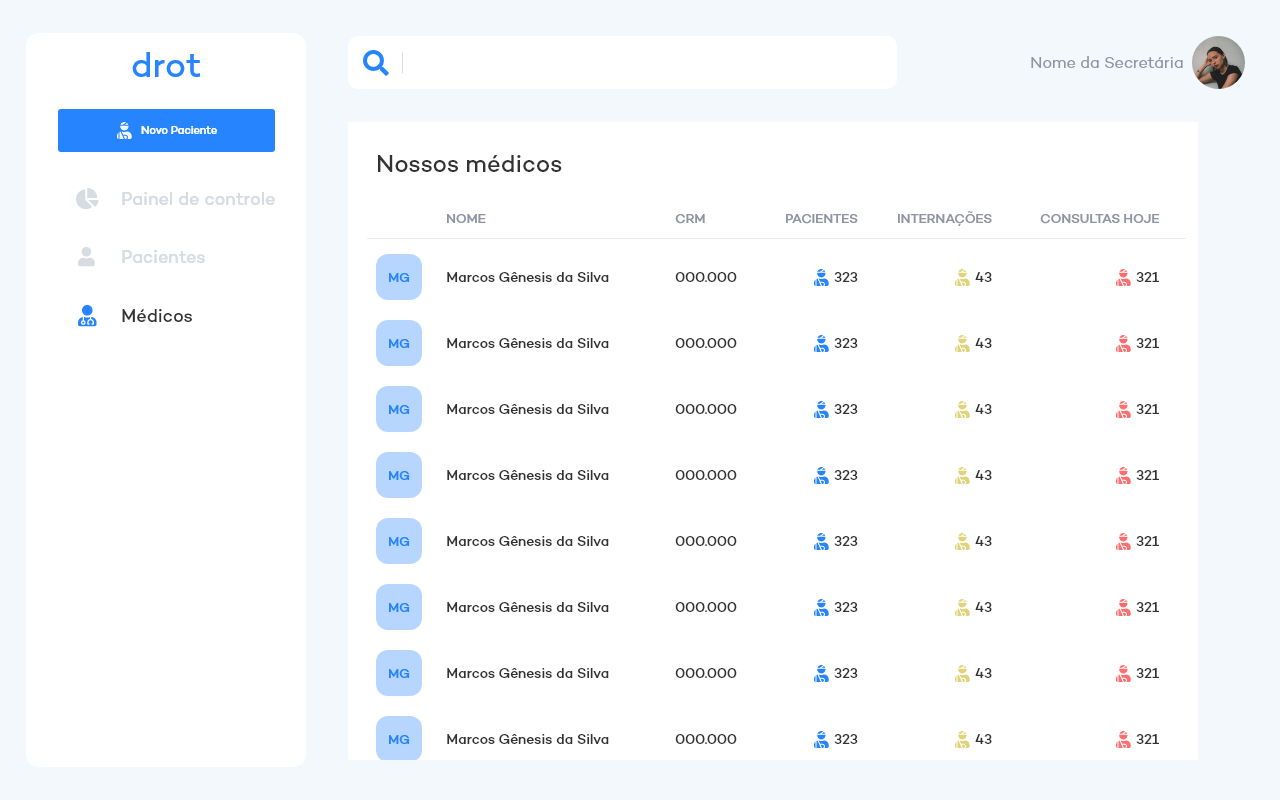 drot
Novo Paciente
Painel de controle
Pacientes
Médicos
Nome da Secretária
Nossos médicos
NOME CRM PACIENTES INTERNAÇÕES CONSULTAS HOJE
MG Marcos Gênesis da Silva 000.000 323 43 321
MG Marcos Gênesis da Silva 000.000 323 43 321
MG Marcos Gênesis da Silva 000.000 323 43 321
MG Marcos Gênesis da Silva 000.000 323 43 321
MG Marcos Gênesis da Silva 000.000 323 43 321
MG Marcos Gênesis da Silva 000.000 323 43 321
MG Marcos Gênesis da Silva 000.000 323 43 321
MG Marcos Gênesis da Silva 000.000 323 43 321